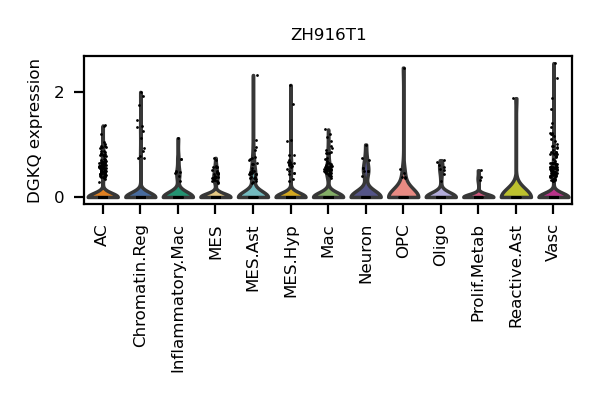 ZH916T1
DGKQ expression
2
0
AC
Chromatin.Reg
Inflammatory.Mac
MES
MES.Ast
MES.Hyp
Mac
Neuron
OPC
Oligo
Prolif.Metab
Reactive.Ast
Vasc